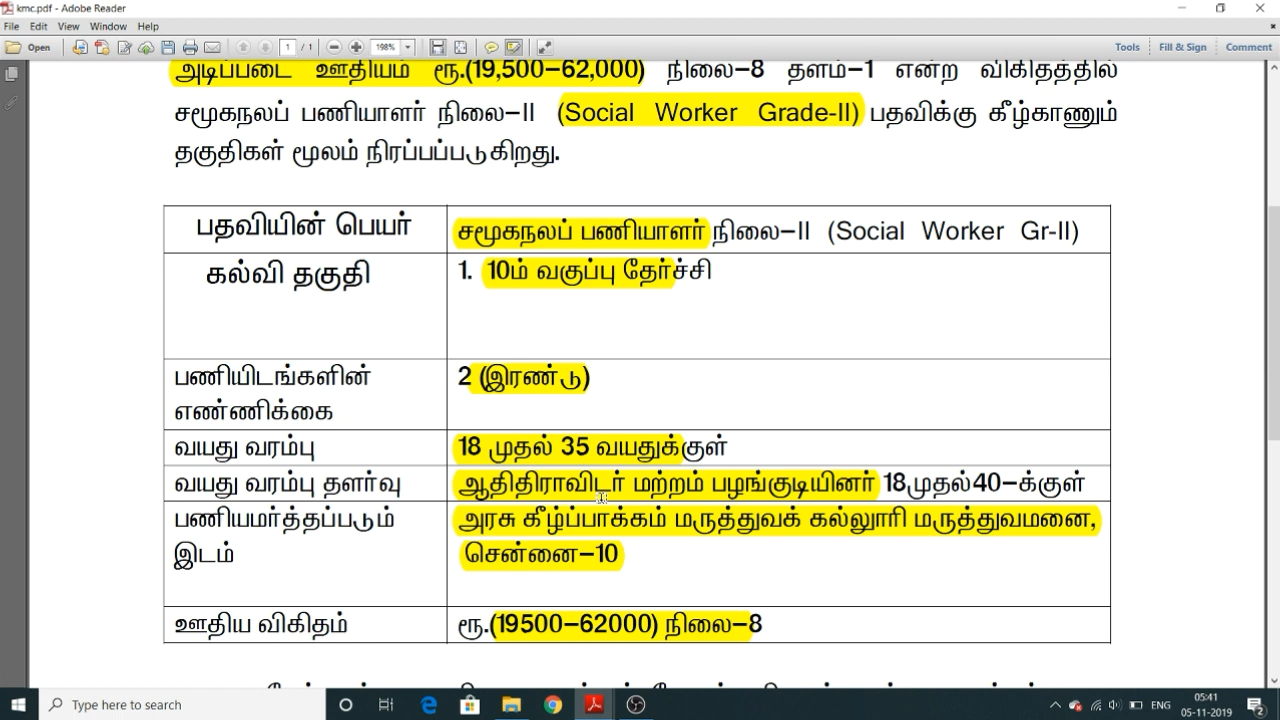 kmc.pdf - Adobe Reader
File Edit View Window Help
Open 1 / 1 198% Tools Fill & Sign Comment
அடிப்படை ஊதியம் ரூ.(19,500–62,000) நிலை–8 தளம்–1 என்ற விகிதத்தில்
சமூகநலப் பணியாளர் நிலை–II (Social Worker Grade-II) பதவிக்கு கீழ்காணும்
தகுதிகள் மூலம் நிரப்பப்படுகிறது.
பதவியின் பெயர் சமூகநலப் பணியாளர் நிலை–II (Social Worker Gr-II)
கல்வி தகுதி 1. 10ம் வகுப்பு தேர்ச்சி
பணியிடங்களின் 2 (இரண்டு)
எண்ணிக்கை
வயது வரம்பு 18 முதல் 35 வயதுக்குள்
வயது வரம்பு தளர்வு ஆதிதிராவிடர் மற்றம் பழங்குடியினர் 18முதல்40–க்குள்
பணியமர்த்தப்படும் அரசு கீழ்ப்பாக்கம் மருத்துவக் கல்லூரி மருத்துவமனை,
இடம் சென்னை–10
ஊதிய விகிதம் ரூ.(19500–62000) நிலை–8
Type here to search ENG 05:41
05-11-2019 2